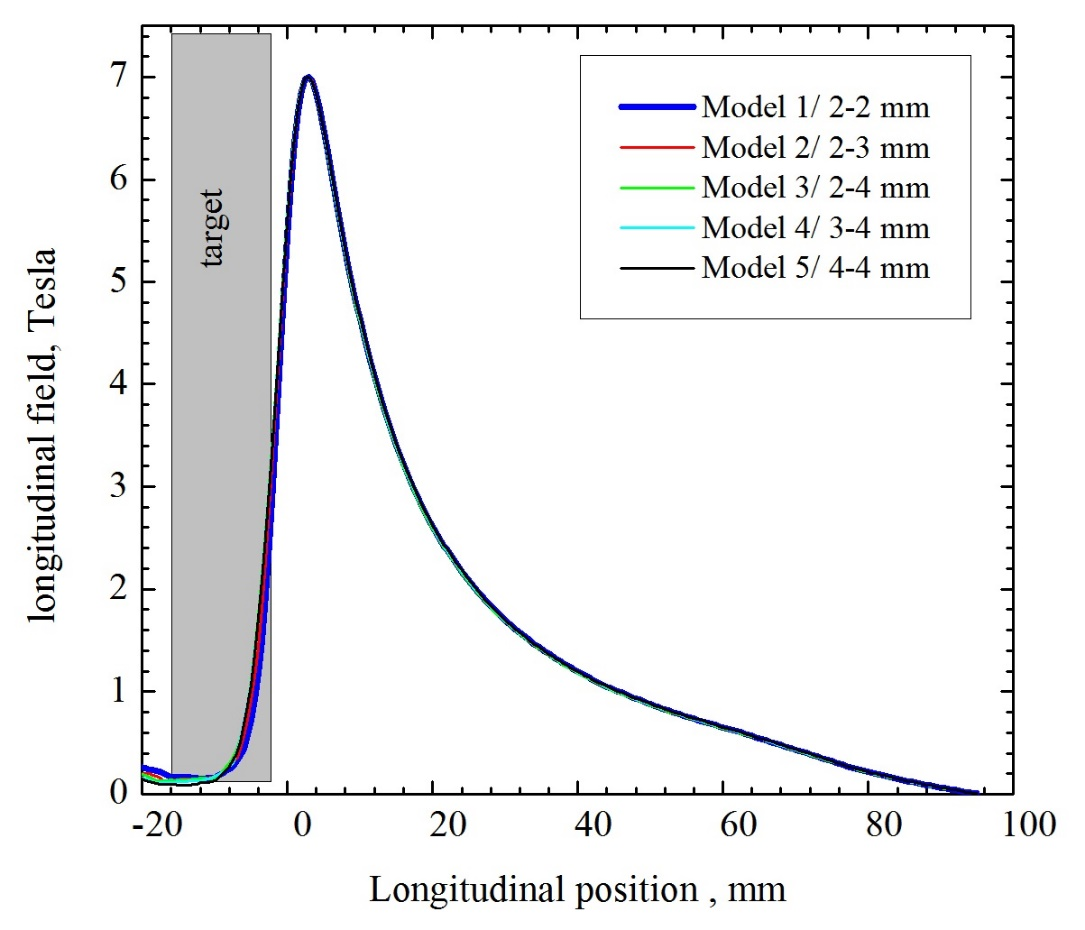 7
6
5
4
3
2
1
0
-20
0
20
40
60
80
100
longitudinal field, Tesla
Longitudinal position , mm
target
Model 1/ 2-2 mm
Model 2/ 2-3 mm
Model 3/ 2-4 mm
Model 4/ 3-4 mm
Model 5/ 4-4 mm